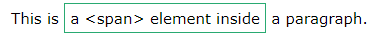 This is a <span> element inside a paragraph.